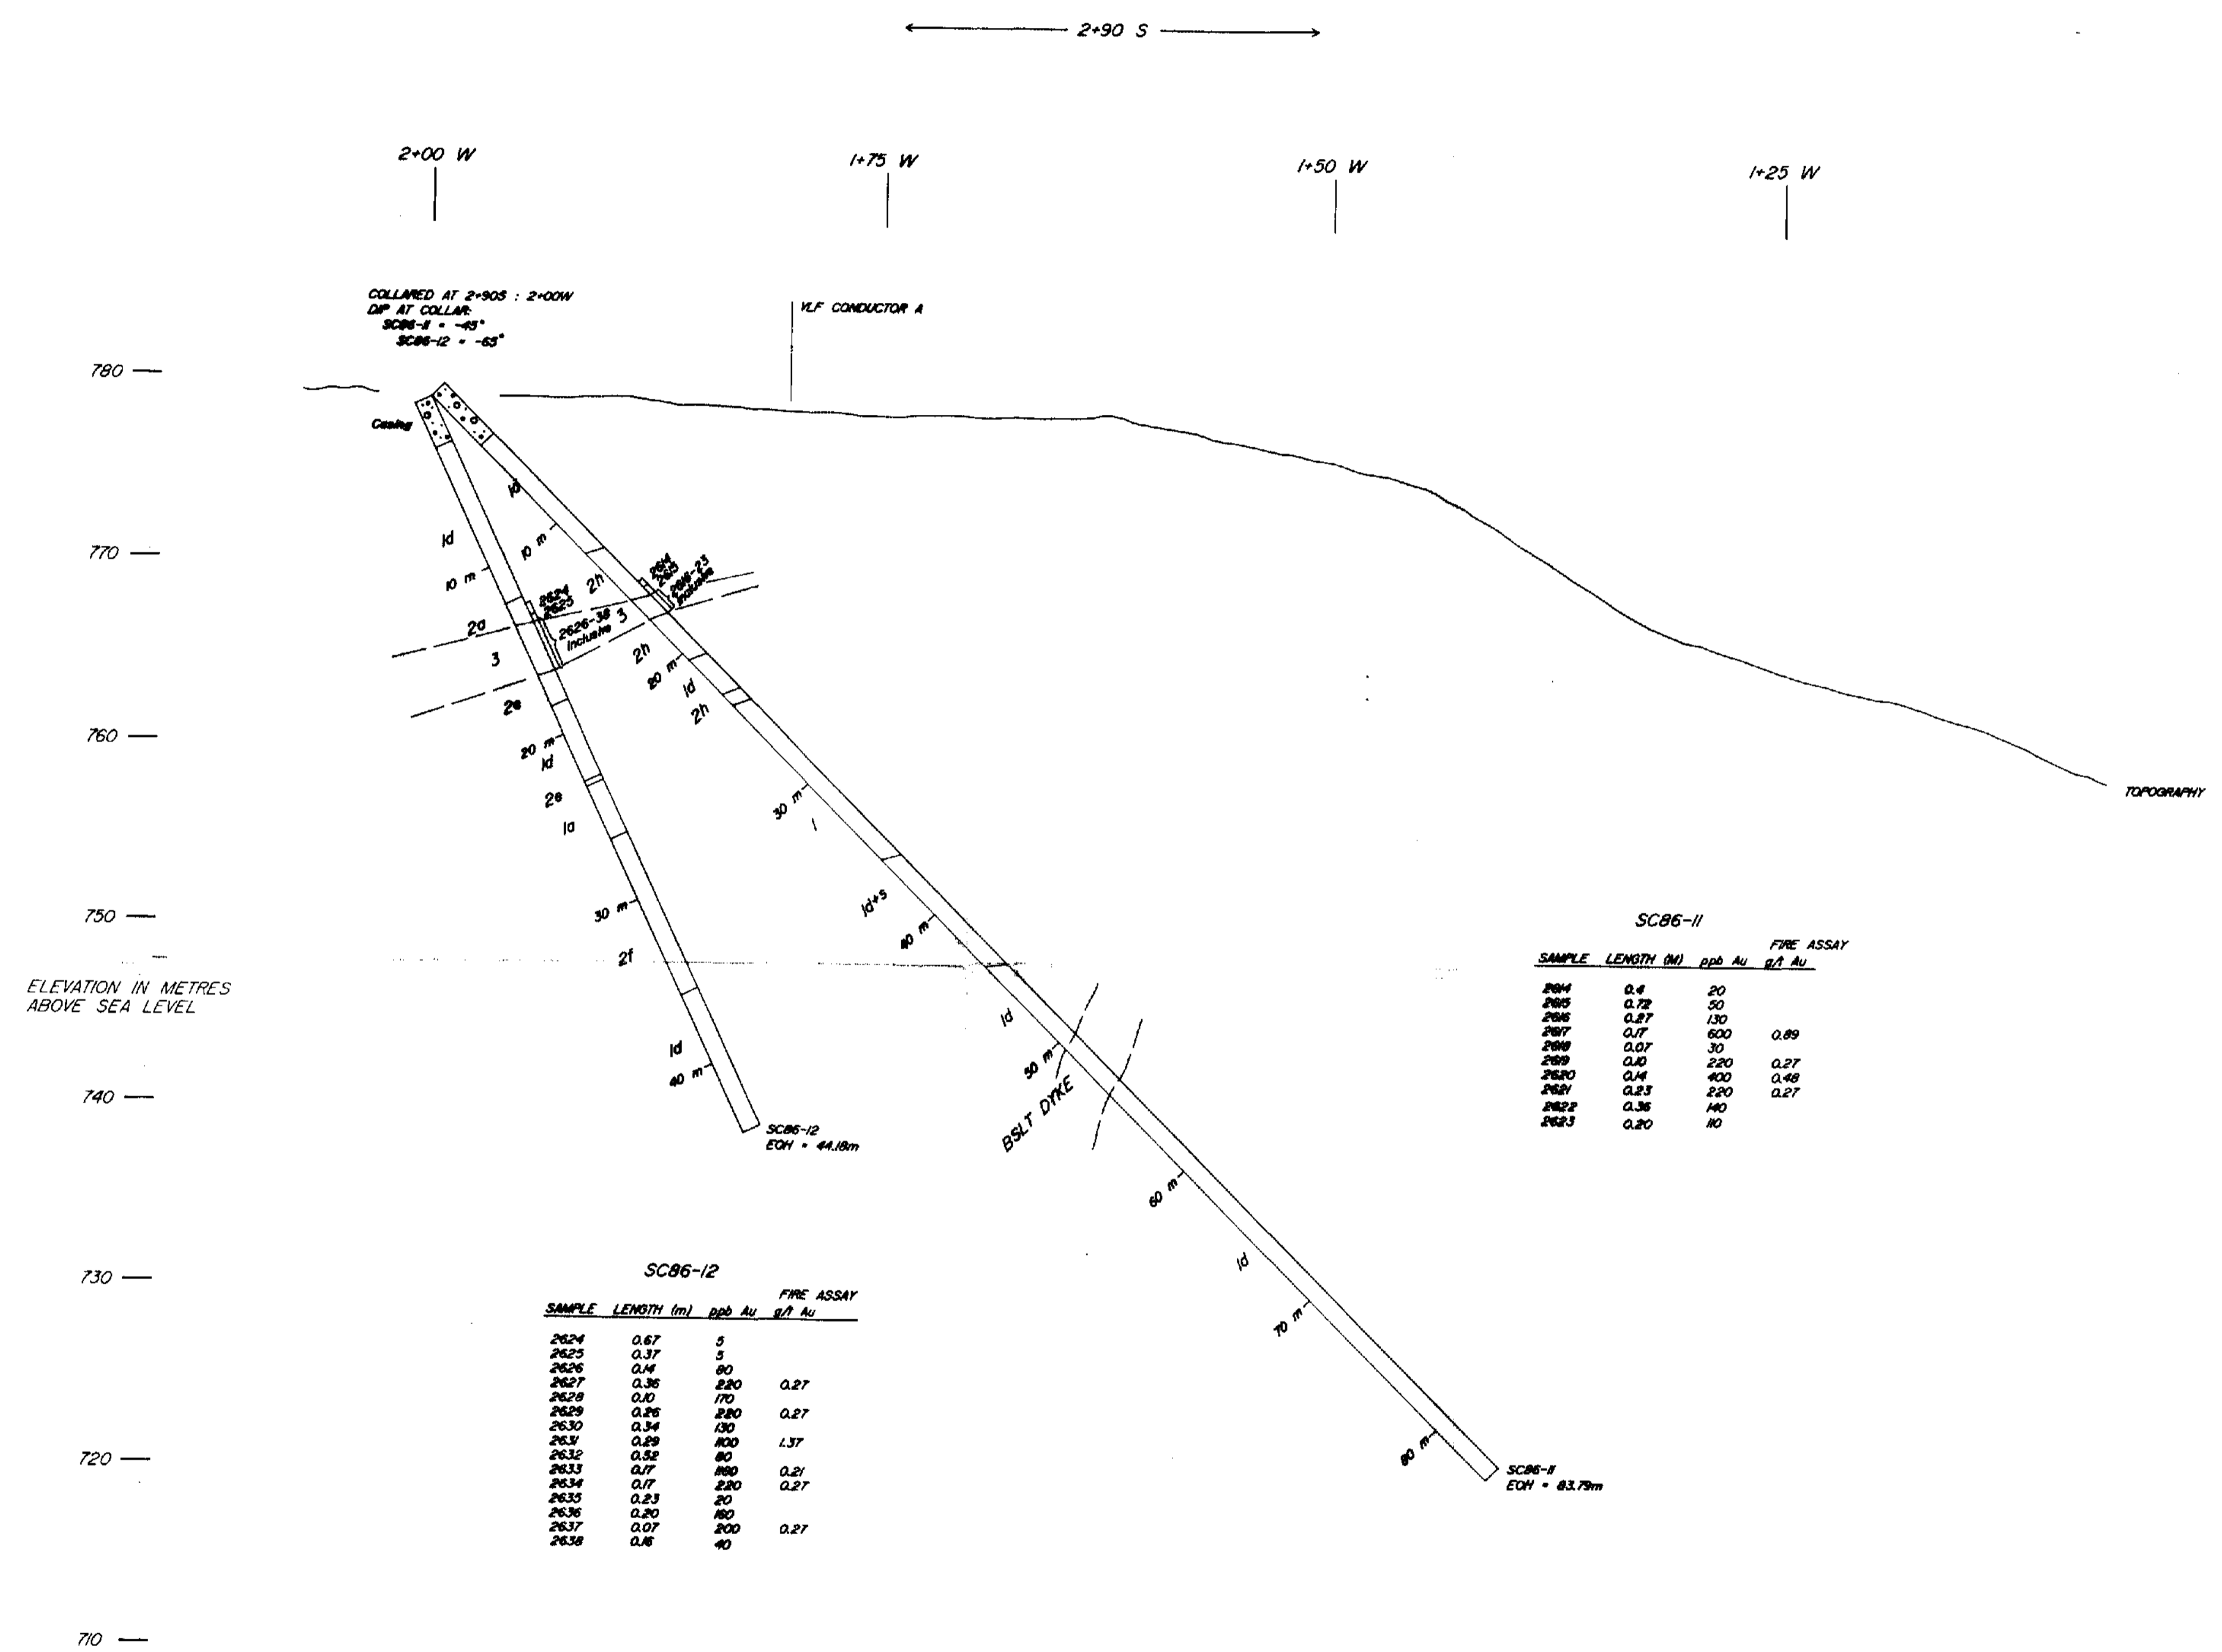 2+90 S
2+00 W
1+75 W
1+50 W
1+25 W
COLLARED AT 2+90S : 2+00W
DIP AT COLLAR:
SC86-11 = -45°
SC86-12 = -65°
VLF CONDUCTOR A
780
Casing
1d
1d
770
10 m
10 m
2614
2615
2616-23
Inclusive
2h
2624
2625
2626-38
Inclusive
3
2a
3
2h
20 m
1d
2h
2e
760
20 m
1d
2e
1a
30 m
1
TOPOGRAPHY
1d+s
750
30 m
40 m
2f
ELEVATION IN METRES
ABOVE SEA LEVEL
1d
1d
50 m
40 m
740
BSLT DYKE
SC86-12
EOH = 44.18m
60 m
SC86-11
FIRE ASSAY
SAMPLE LENGTH (M) ppb Au g/t Au
2614 0.4 20
2615 0.72 50
2616 0.27 130
2617 0.17 600 0.89
2618 0.07 30
2619 0.10 220 0.27
2620 0.14 400 0.48
2621 0.23 220 0.27
2622 0.36 140
2623 0.20 110
730
1d
70 m
SC86-12
FIRE ASSAY
SAMPLE LENGTH (m) ppb Au g/t Au
2624 0.67 5
2625 0.37 5
2626 0.14 80
2627 0.36 220 0.27
2628 0.10 170
2629 0.26 220 0.27
2630 0.34 130
2631 0.29 1100 1.37
2632 0.52 80
2633 0.17 0.21
2634 0.17 220 0.27
2635 0.23 20
2636 0.20 160
2637 0.07 200 0.27
2638 0.16 40
720
80 m
SC86-11
EOH = 83.79m
710